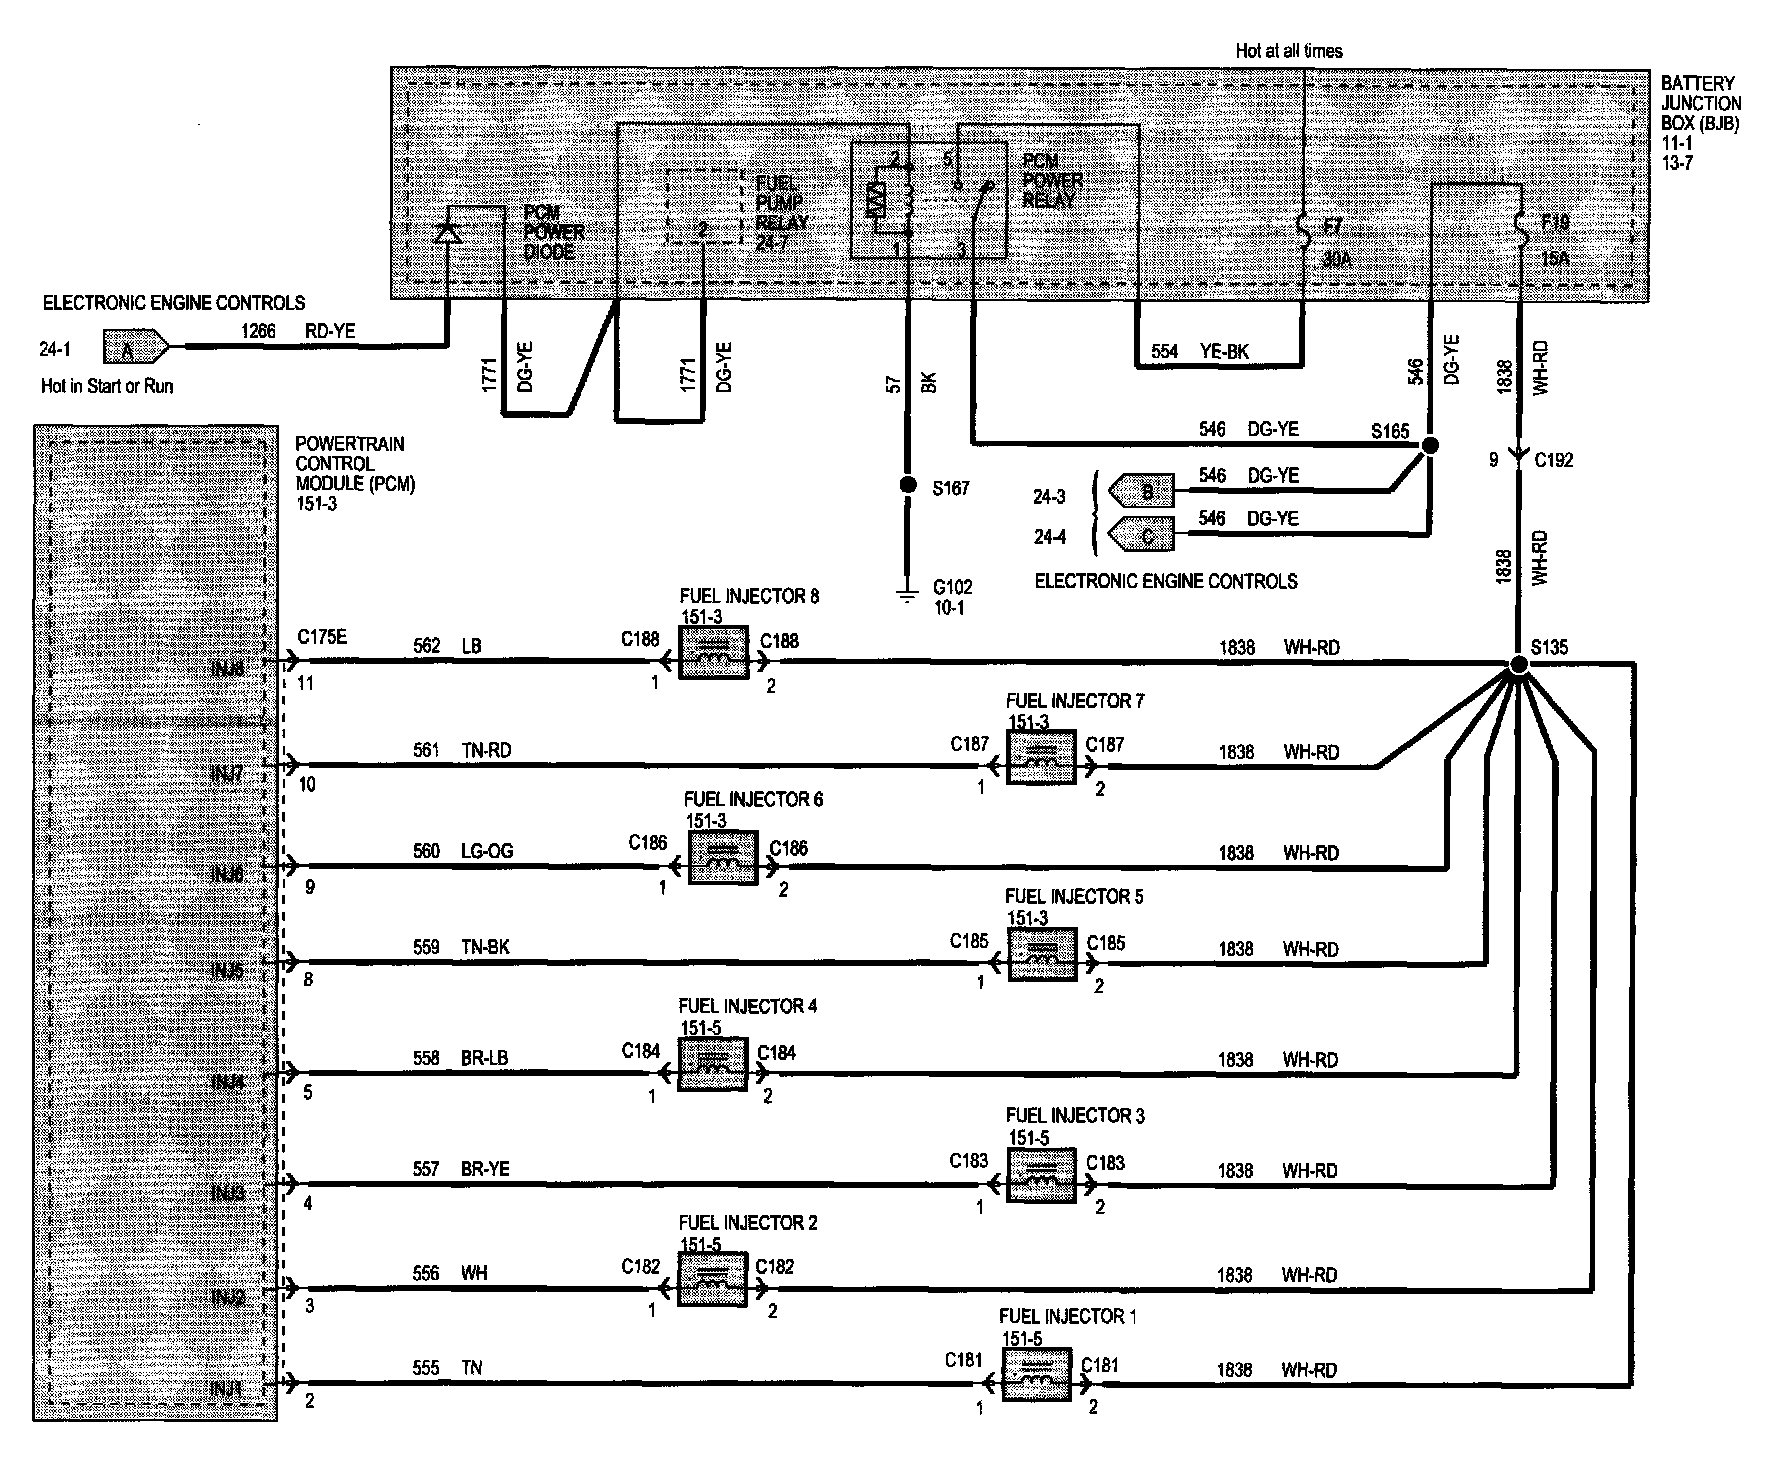 Hot at all times
BATTERY
JUNCTION
BOX (BJB)
11-1
13-7
2
5
PCM
POWER
RELAY
FUEL
PUMP
RELAY
24-7
2
PCM
POWER
DIODE
1
3
F7
30A
F19
15A
ELECTRONIC ENGINE CONTROLS
24-1
A
1266 RD-YE
Hot in Start or Run
1771
DG-YE
1771
DG-YE
57
BK
554 YE-BK
546
DG-YE
1838
WH-RD
546 DG-YE S165
9 C192
24-3
B
546 DG-YE
24-4
C
546 DG-YE
ELECTRONIC ENGINE CONTROLS
S167
1838
WH-RD
G102
10-1
POWERTRAIN
CONTROL
MODULE (PCM)
151-3
FUEL INJECTOR 8
151-3
C175E
INJ8
11
562 LB
C188
C188
1
2
1838 WH-RD
S135
FUEL INJECTOR 7
151-3
INJ7
10
561 TN-RD
C187
C187
1
2
1838 WH-RD
FUEL INJECTOR 6
151-3
INJ6
9
560 LG-OG
C186
C186
1
2
1838 WH-RD
FUEL INJECTOR 5
151-3
INJ5
8
559 TN-BK
C185
C185
1
2
1838 WH-RD
FUEL INJECTOR 4
151-5
INJ4
5
558 BR-LB
C184
C184
1
2
1838 WH-RD
FUEL INJECTOR 3
151-5
INJ3
4
557 BR-YE
C183
C183
1
2
1838 WH-RD
FUEL INJECTOR 2
151-5
INJ2
3
556 WH
C182
C182
1
2
1838 WH-RD
FUEL INJECTOR 1
151-5
INJ1
2
555 TN
C181
C181
1
2
1838 WH-RD